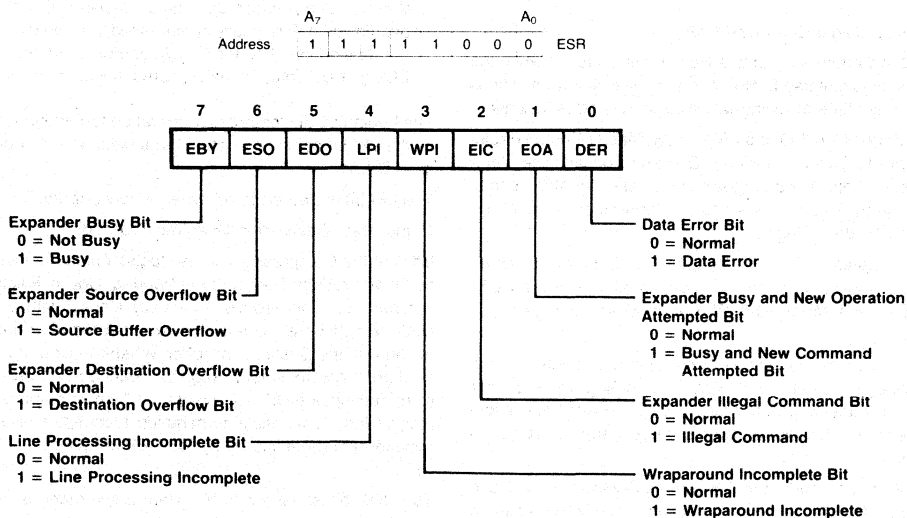 A7 A0
Address 1 1 1 1 1 0 0 0 ESR
7 6 5 4 3 2 1 0
EBY ESO EDO LPI WPI EIC EOA DER
Expander Busy Bit
0 = Not Busy
1 = Busy
Expander Source Overflow Bit
0 = Normal
1 = Source Buffer Overflow
Expander Destination Overflow Bit
0 = Normal
1 = Destination Overflow Bit
Line Processing Incomplete Bit
0 = Normal
1 = Line Processing Incomplete
Data Error Bit
0 = Normal
1 = Data Error
Expander Busy and New Operation
Attempted Bit
0 = Normal
1 = Busy and New Command
Attempted Bit
Expander Illegal Command Bit
0 = Normal
1 = Illegal Command
Wraparound Incomplete Bit
0 = Normal
1 = Wraparound Incomplete